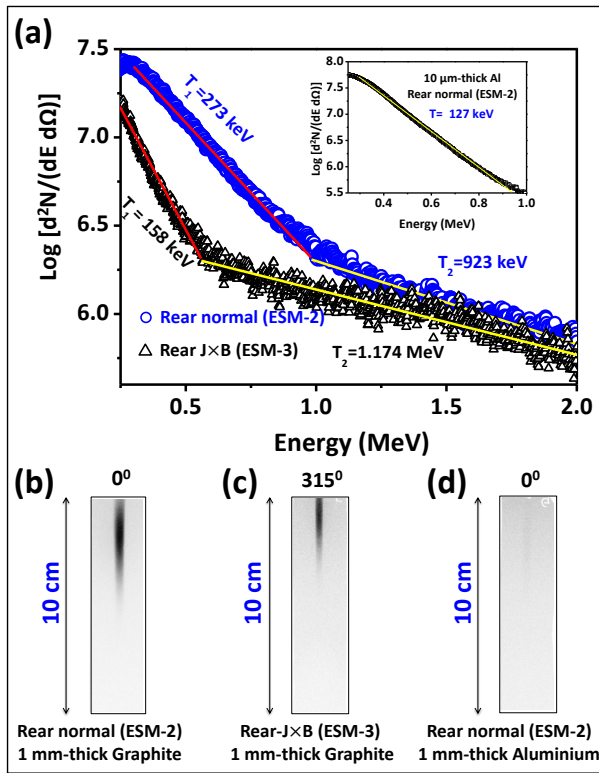 (a)
7.5
7.0
6.5
6.0
Log [d²N/(dE dΩ)]
T₁=273 keV
T₁ = 158 keV
T₂=923 keV
T₂=1.174 MeV
Rear normal (ESM-2)
Rear J×B (ESM-3)
0.5 1.0 1.5 2.0
Energy (MeV)
8.0
7.5
7.0
6.5
6.0
5.5
Log [d²N/(dE dΩ)]
10 µm-thick Al
Rear normal (ESM-2)
T= 127 keV
0.4 0.6 0.8 1
Energy (MeV)
(b) 0⁰
10 cm
Rear normal (ESM-2)
1 mm-thick Graphite
(c) 315⁰
10 cm
Rear-J×B (ESM-3)
1 mm-thick Graphite
(d) 0⁰
10 cm
Rear normal (ESM-2)
1 mm-thick Aluminium